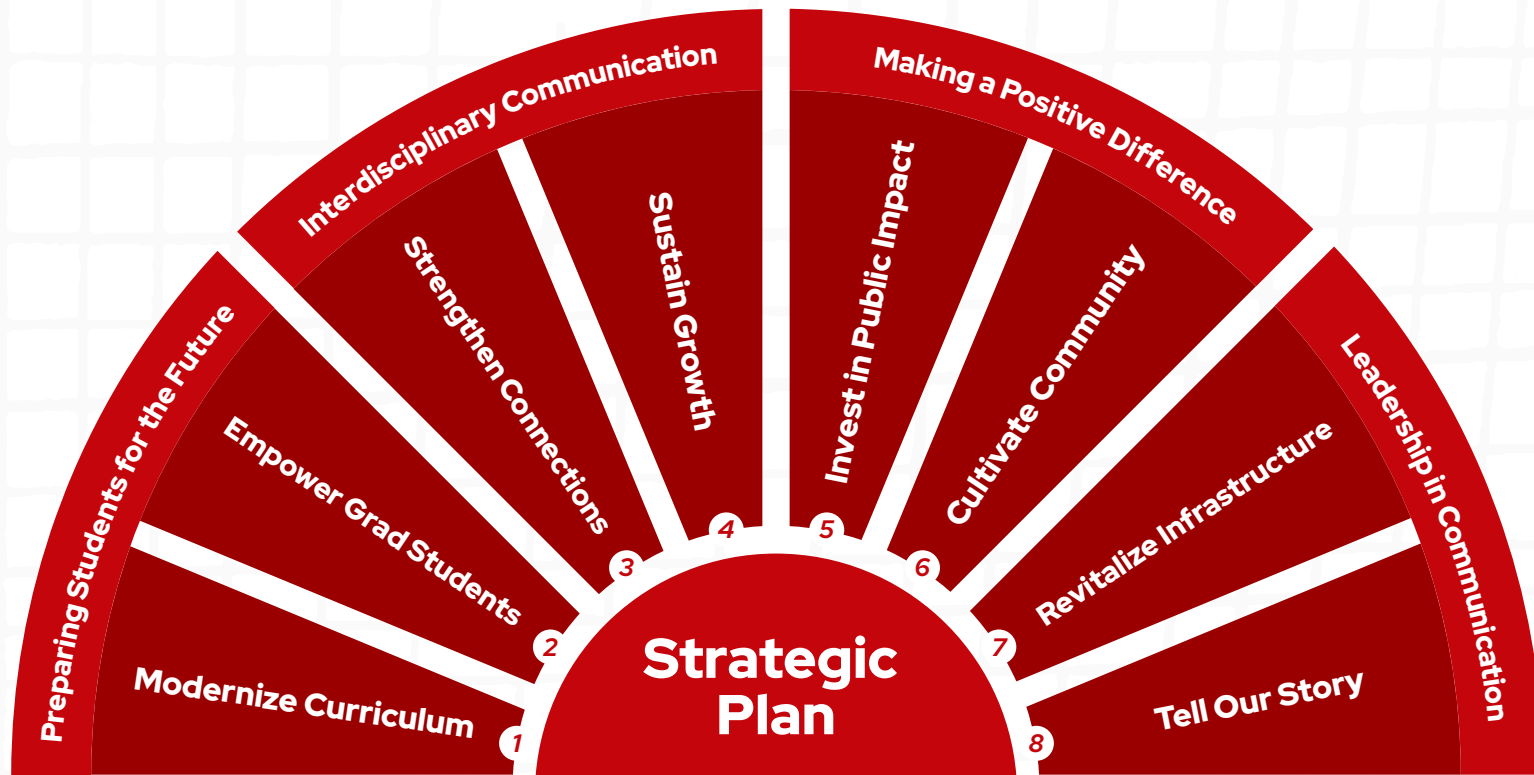 Preparing Students for the Future
Modernize Curriculum
1
Empower Grad Students
2
Interdisciplinary Communication
Strengthen Connections
3
Sustain Growth
4
Making a Positive Difference
Invest in Public Impact
5
Cultivate Community
6
Leadership in Communication
Revitalize Infrastructure
7
Tell Our Story
8
Strategic
Plan